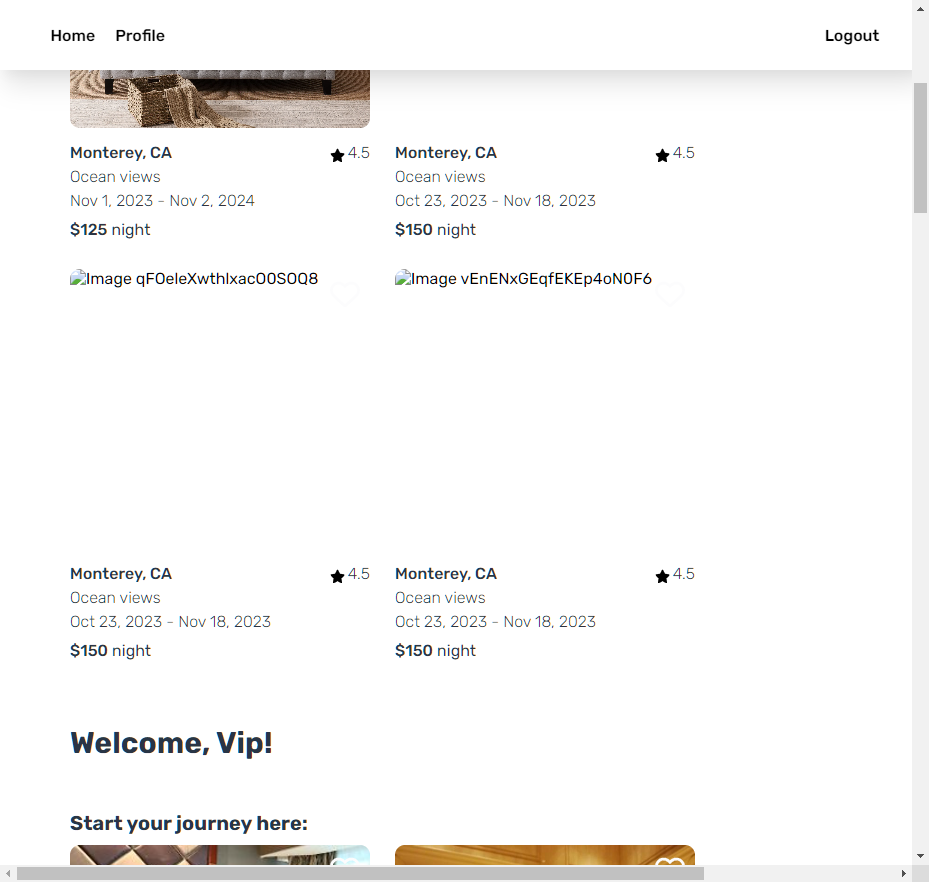 Home Profile Logout
Monterey, CA 4.5
Ocean views
Nov 1, 2023 - Nov 2, 2024
$125 night
Monterey, CA 4.5
Ocean views
Oct 23, 2023 - Nov 18, 2023
$150 night
Image qFOeleXwthIxacO0SOQ8
Image vEnENxGEqfEKEp4oN0F6
Monterey, CA 4.5
Ocean views
Oct 23, 2023 - Nov 18, 2023
$150 night
Monterey, CA 4.5
Ocean views
Oct 23, 2023 - Nov 18, 2023
$150 night
Welcome, Vip!
Start your journey here: